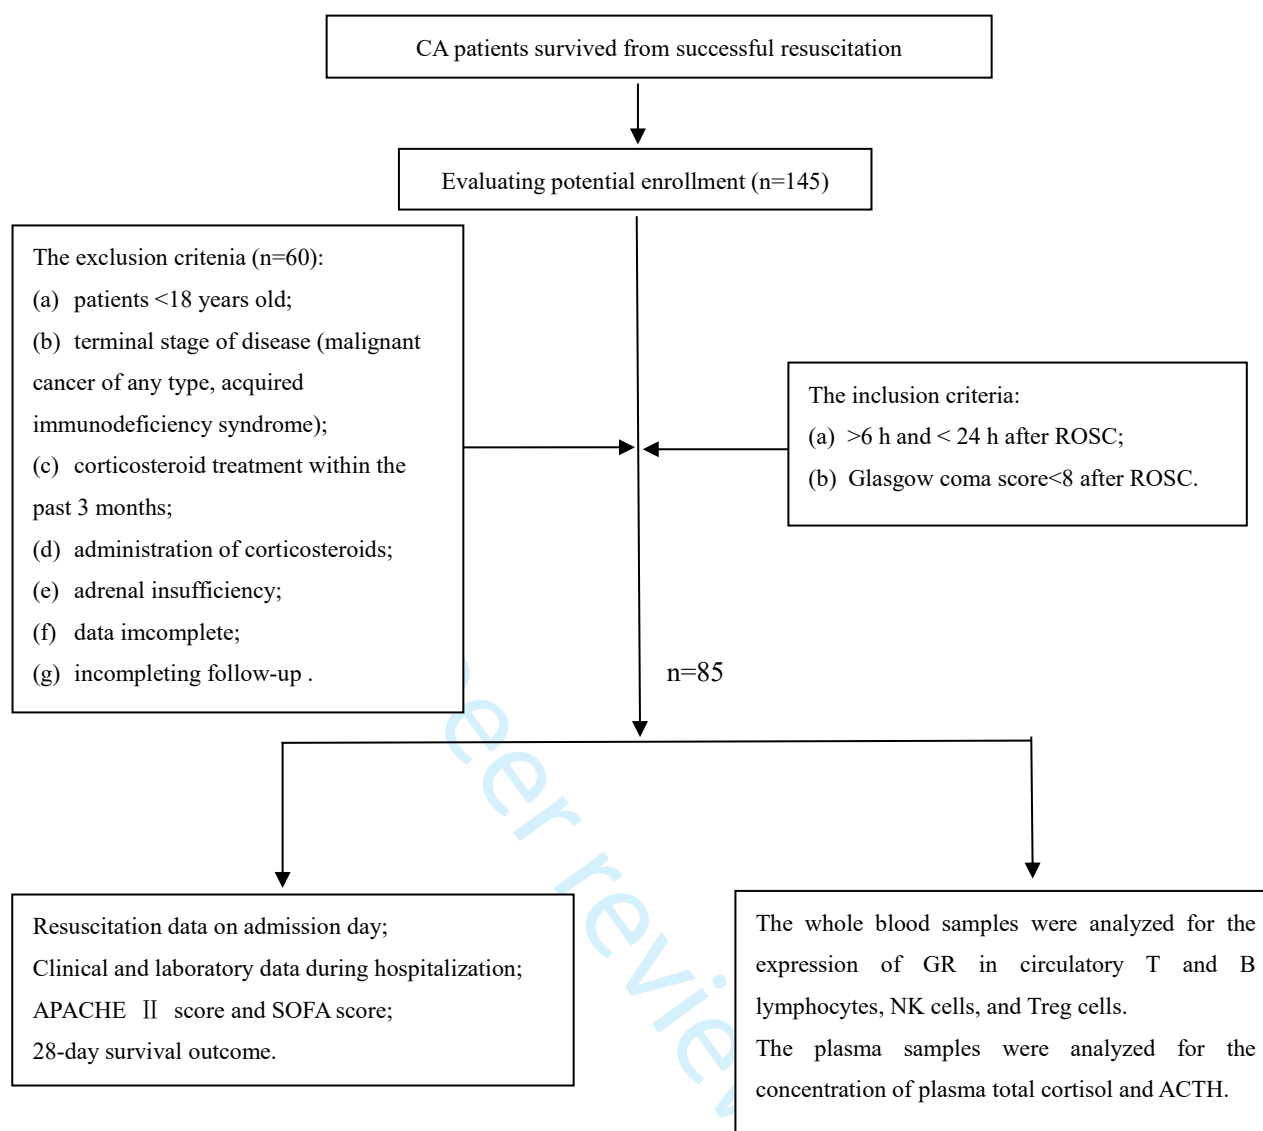 CA patients survived from successful resuscitation
Evaluating potential enrollment (n=145)
The exclusion critenia (n=60):
(a) patients <18 years old;
(b) terminal stage of disease (malignant
cancer of any type, acquired
immunodeficiency syndrome);
(c) corticosteroid treatment within the
past 3 months;
(d) administration of corticosteroids;
(e) adrenal insufficiency;
(f) data imcomplete;
(g) incompleting follow-up .
The inclusion criteria:
(a) >6 h and < 24 h after ROSC;
(b) Glasgow coma score<8 after ROSC.
n=85
Resuscitation data on admission day;
Clinical and laboratory data during hospitalization;
APACHE Ⅱ score and SOFA score;
28-day survival outcome.
The whole blood samples were analyzed for the
expression of GR in circulatory T and B
lymphocytes, NK cells, and Treg cells.
The plasma samples were analyzed for the
concentration of plasma total cortisol and ACTH.